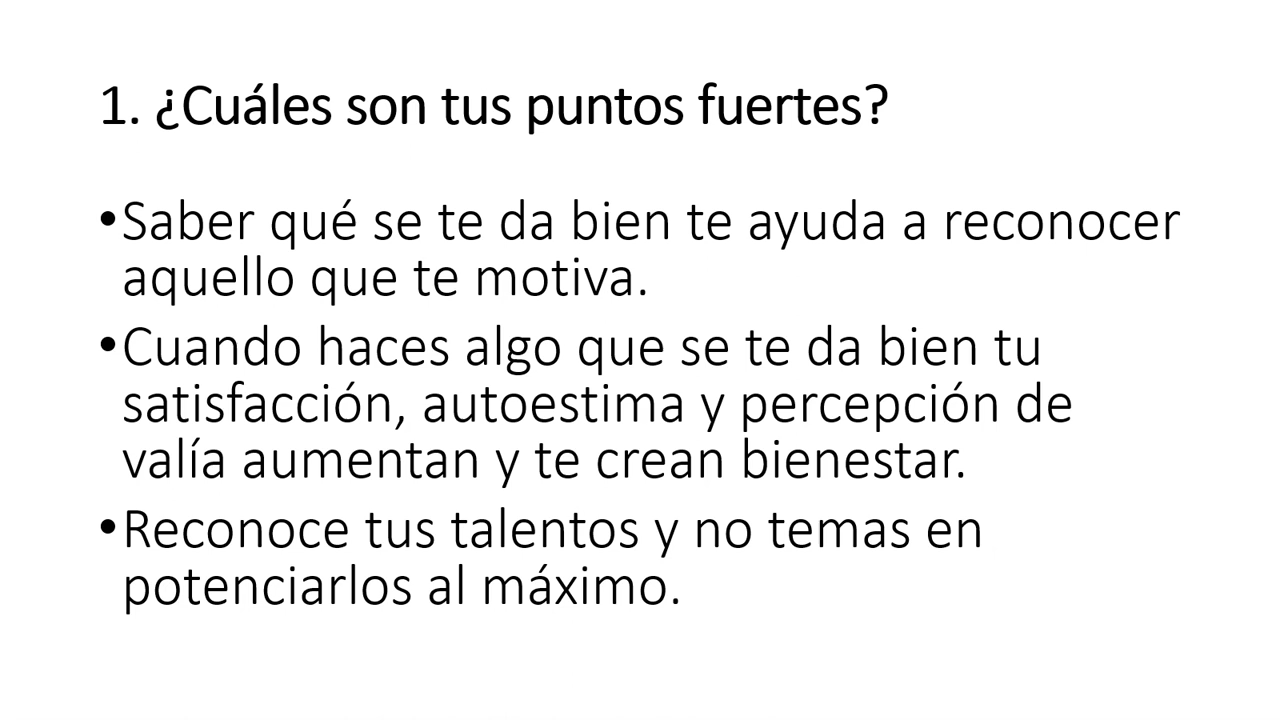 1. ¿Cuáles son tus puntos fuertes?
•Saber qué se te da bien te ayuda a reconocer
aquello que te motiva.
•Cuando haces algo que se te da bien tu
satisfacción, autoestima y percepción de
valía aumentan y te crean bienestar.
•Reconoce tus talentos y no temas en
potenciarlos al máximo.